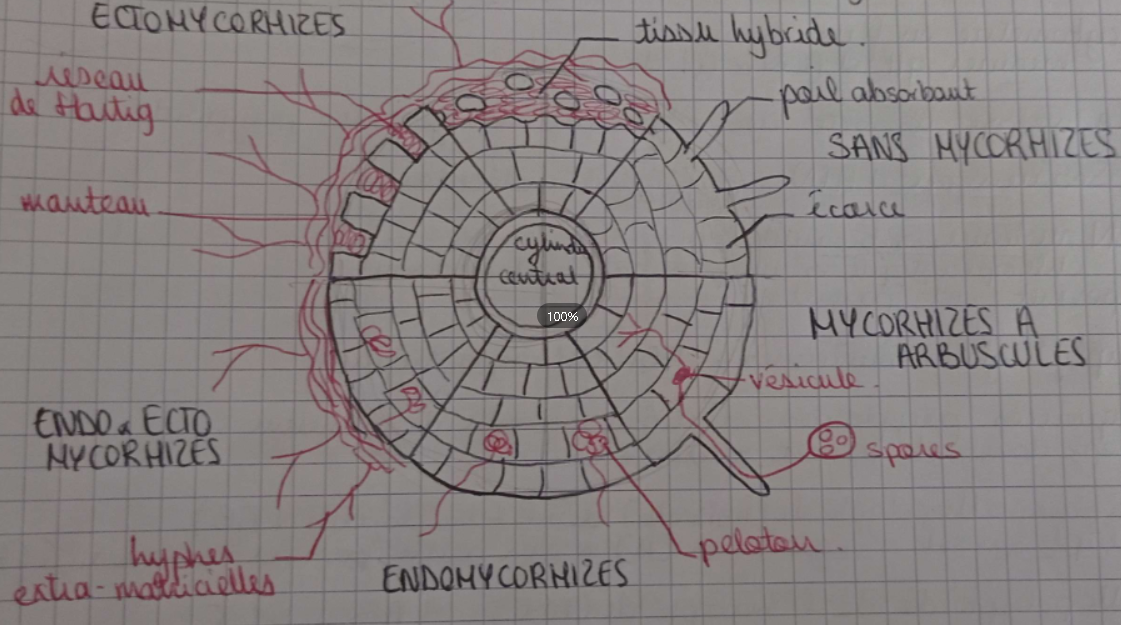 ECTOMYCORHIZES
tissu hybride.
réseau
de Hartig
poil absorbant
SANS MYCORHIZES
manteau
écorce
cylindre
central
100%
MYCORHIZES A
ARBUSCULES
vésicule
ENDO & ECTO
MYCORHIZES
spores
hyphes
extra-matricielles
peloton.
ENDOMYCORHIZES